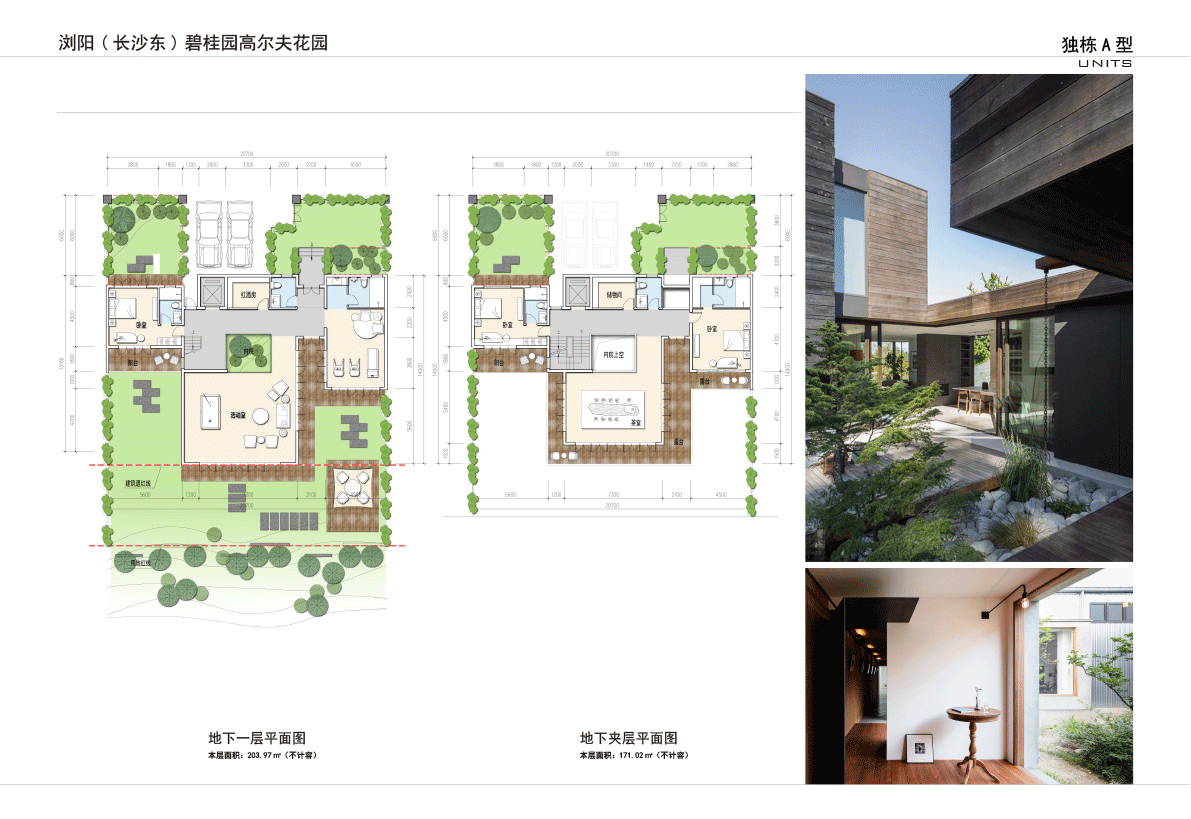 浏阳（长沙东）碧桂园高尔夫花园
独栋 A 型
UNITS
20700
3800 1800 1200 2000 3300 2000 2100 4500
红酒房
卧室
内院
阳台
活动室
建筑退红线
5600 1200 2100
20700
用地红线
20700
3800 1800 1200 2000 3300 1950 2150 1700 2800
储物间
卧室
卧室
内院上空
阳台
露台
茶室
露台
5600 1200 7300 2100 4500
20700
地下一层平面图
本层面积：203.97㎡（不计容）
地下夹层平面图
本层面积：171.02㎡（不计容）